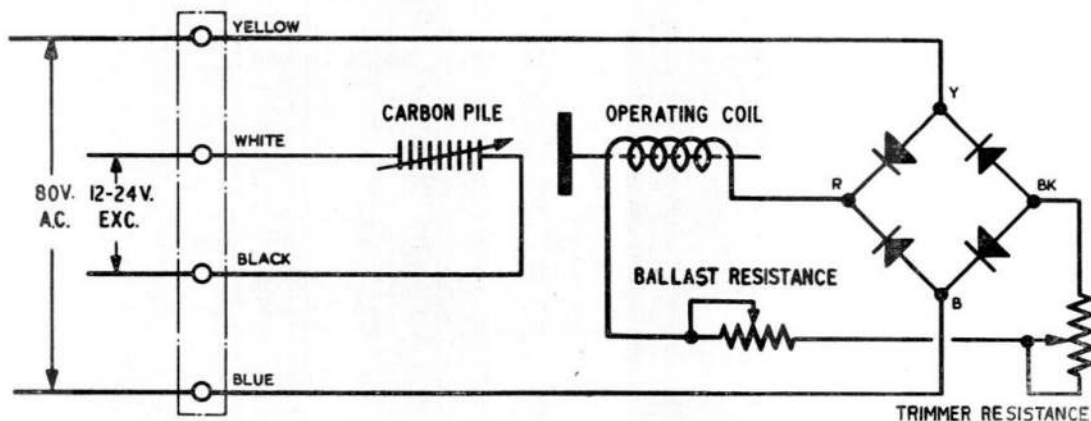 YELLOW
Y
CARBON PILE
OPERATING COIL
WHITE
80V.
A.C.
12-24V.
EXC.
R
BK
BLACK
BALLAST RESISTANCE
B
BLUE
TRIMMER RESISTANCE